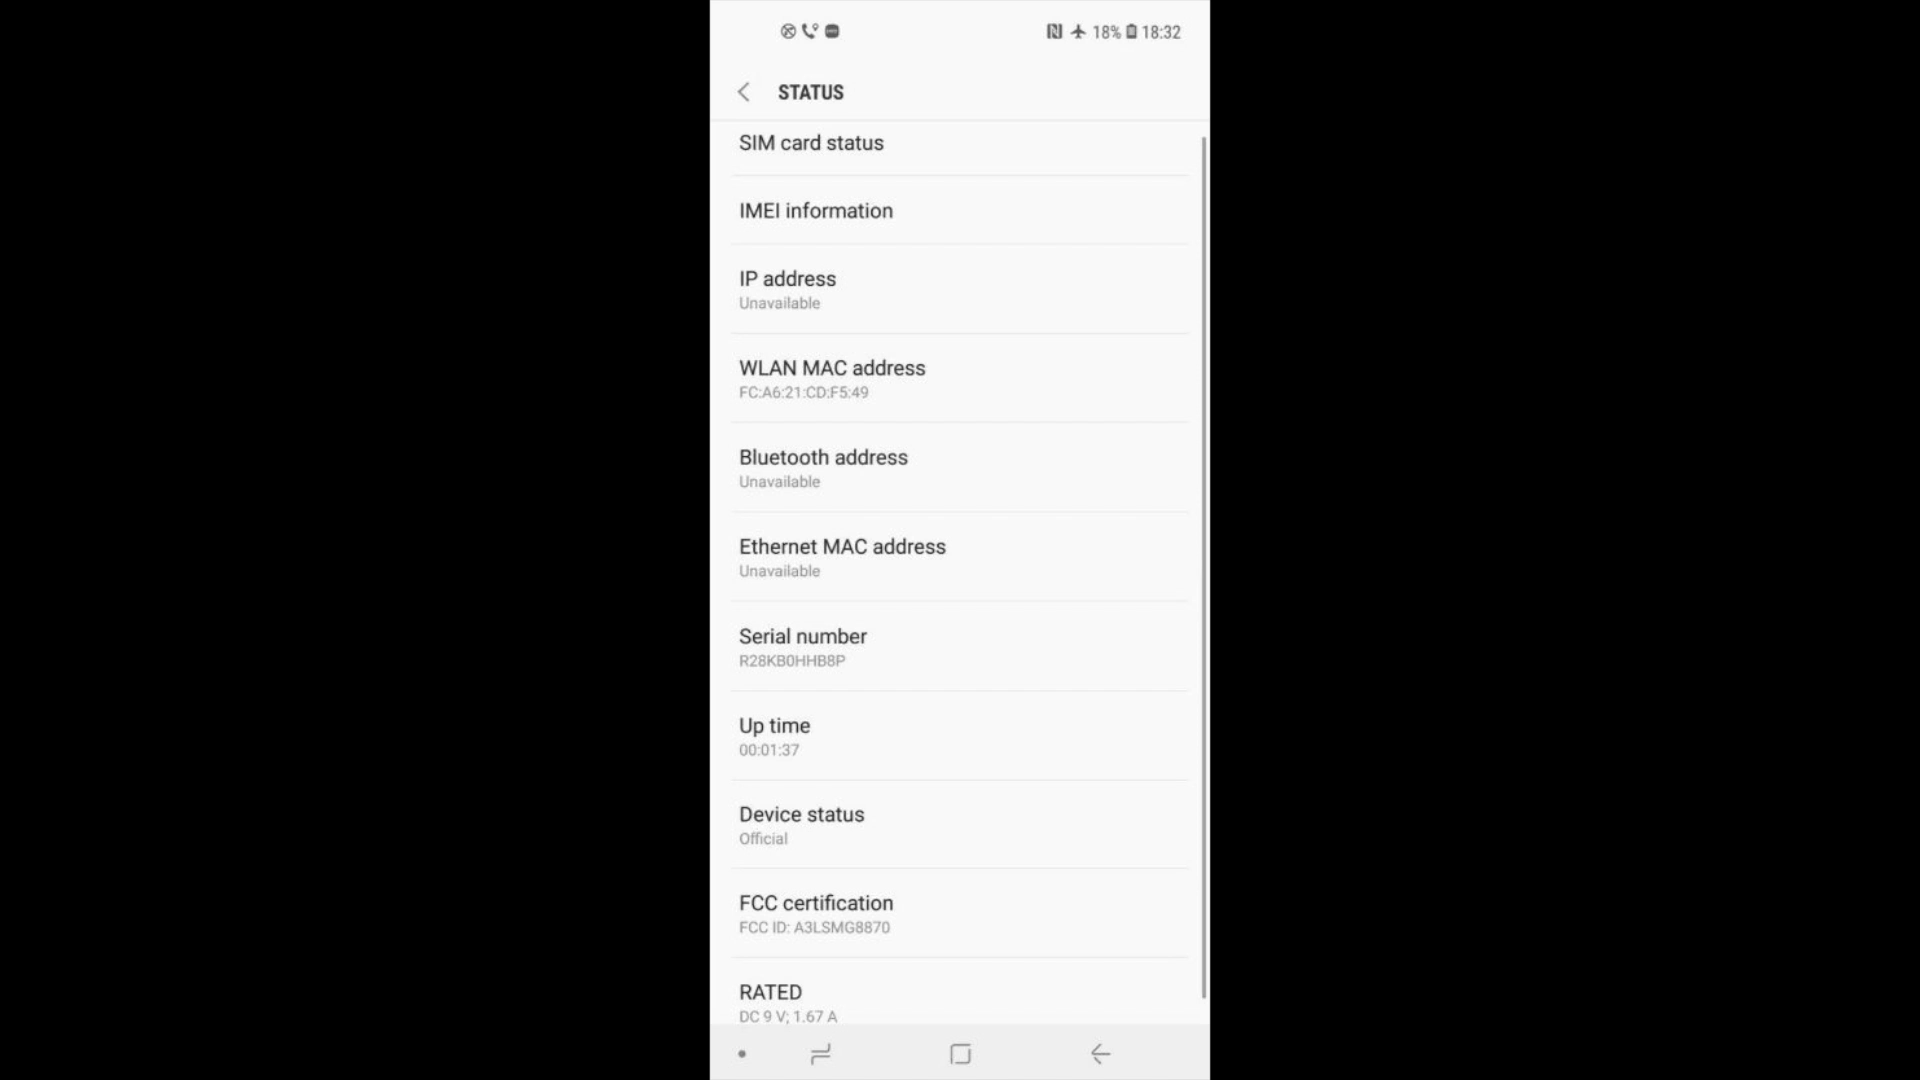 18% 18:32
STATUS
SIM card status
IMEI information
IP address
Unavailable
WLAN MAC address
FC:A6:21:CD:F5:49
Bluetooth address
Unavailable
Ethernet MAC address
Unavailable
Serial number
R28KB0HHB8P
Up time
00:01:37
Device status
Official
FCC certification
FCC ID: A3LSMG8870
RATED
DC 9 V; 1.67 A